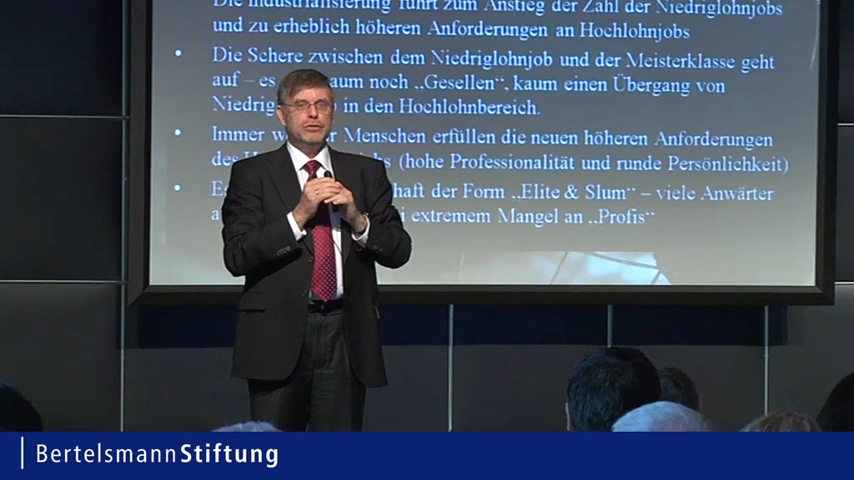 Die Industrialisierung führt zum Anstieg der Zahl der Niedriglohnjobs
und zu erheblich höheren Anforderungen an Hochlohnjobs
• Die Schere zwischen dem Niedriglohnjob und der Meisterklasse geht
auf – es noch „Gesellen“, kaum einen Übergang von
in den Hochlohnbereich.
• Immer Menschen erfüllen die neuen höheren Anforderungen
des (hohe Professionalität und runde Persönlichkeit)
• der Form „Elite & Slum“ – viele Anwärter
extremem Mangel an „Profis“
BertelsmannStiftung